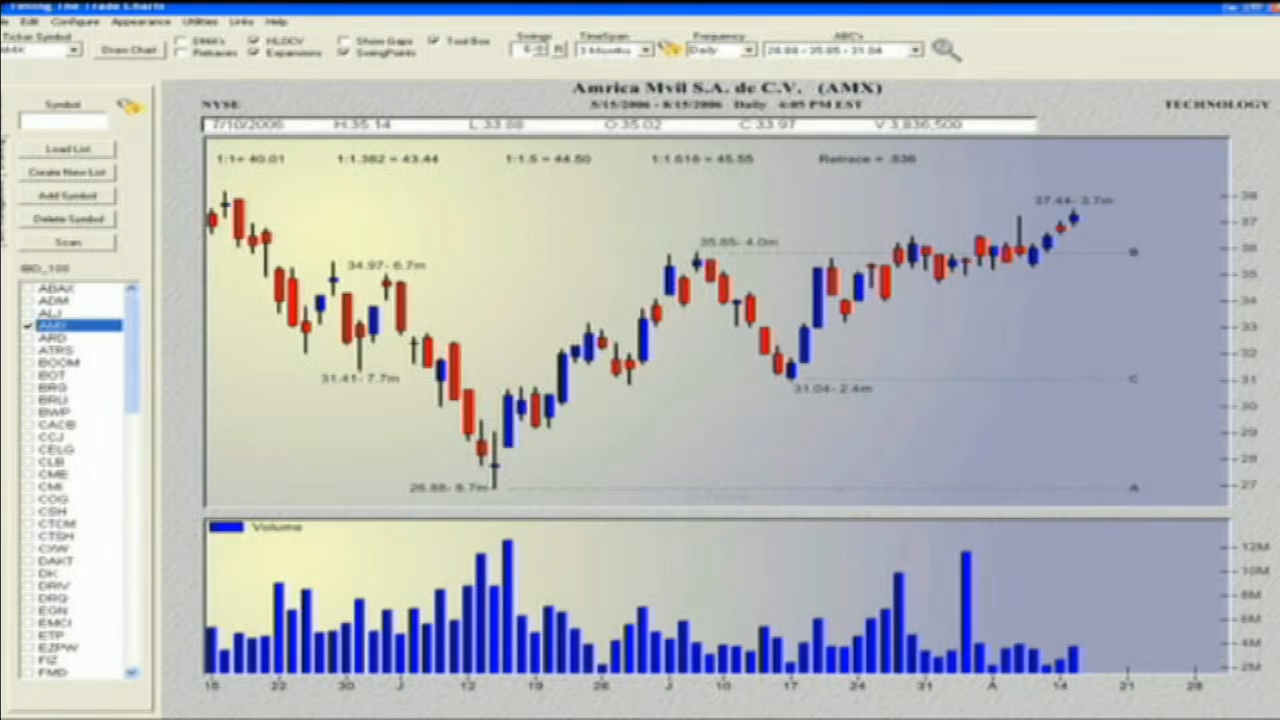 Timing The Trade Charts
Edit Configure Appearance Utilities Links Help
Ticker Symbol
AMX
Draw Chart
DMA's
Retraces
HLOCV
Expansions
Show Gaps
SwingPoints
Tool Box
Swings
TimeSpan
3 Months
Frequency
Daily
ABC's
26.88 - 35.85 - 31.04
Amrica Mvil S.A. de C.V. (AMX)
NYSE
5/15/2006 - 8/15/2006 Daily 4:05 PM EST
TECHNOLOGY
7/10/2006 H:35.14 L:33.88 O:35.02 C:33.97 V:3,836,500
1:1= 40.01 1:1.382 = 43.44 1:1.5 = 44.50 1:1.618 = 45.55 Retrace = .536
Symbol
Load List
Create New List
Add Symbol
Delete Symbol
Scan
IBD_100
ABAX
ADM
ALJ
AMX
ARD
ATRS
BOOM
BOT
BRG
BRLI
BWP
CACB
CCJ
CELG
CLB
CME
CMI
COG
CSH
CTCM
CTSH
CXW
DAKT
DK
DRIV
DRQ
EGN
EMCI
ETP
EZPW
FIZ
FMD
37.44- 3.7m
35.85- 4.0m
34.97- 6.7m
31.41- 7.7m
31.04- 2.4m
26.88- 8.7m
B
C
A
38
37
36
35
34
33
32
31
30
29
28
27
Volume
12M
10M
8M
6M
4M
2M
15 22 30 J 12 19 26 J 10 17 24 31 A 14 21 28